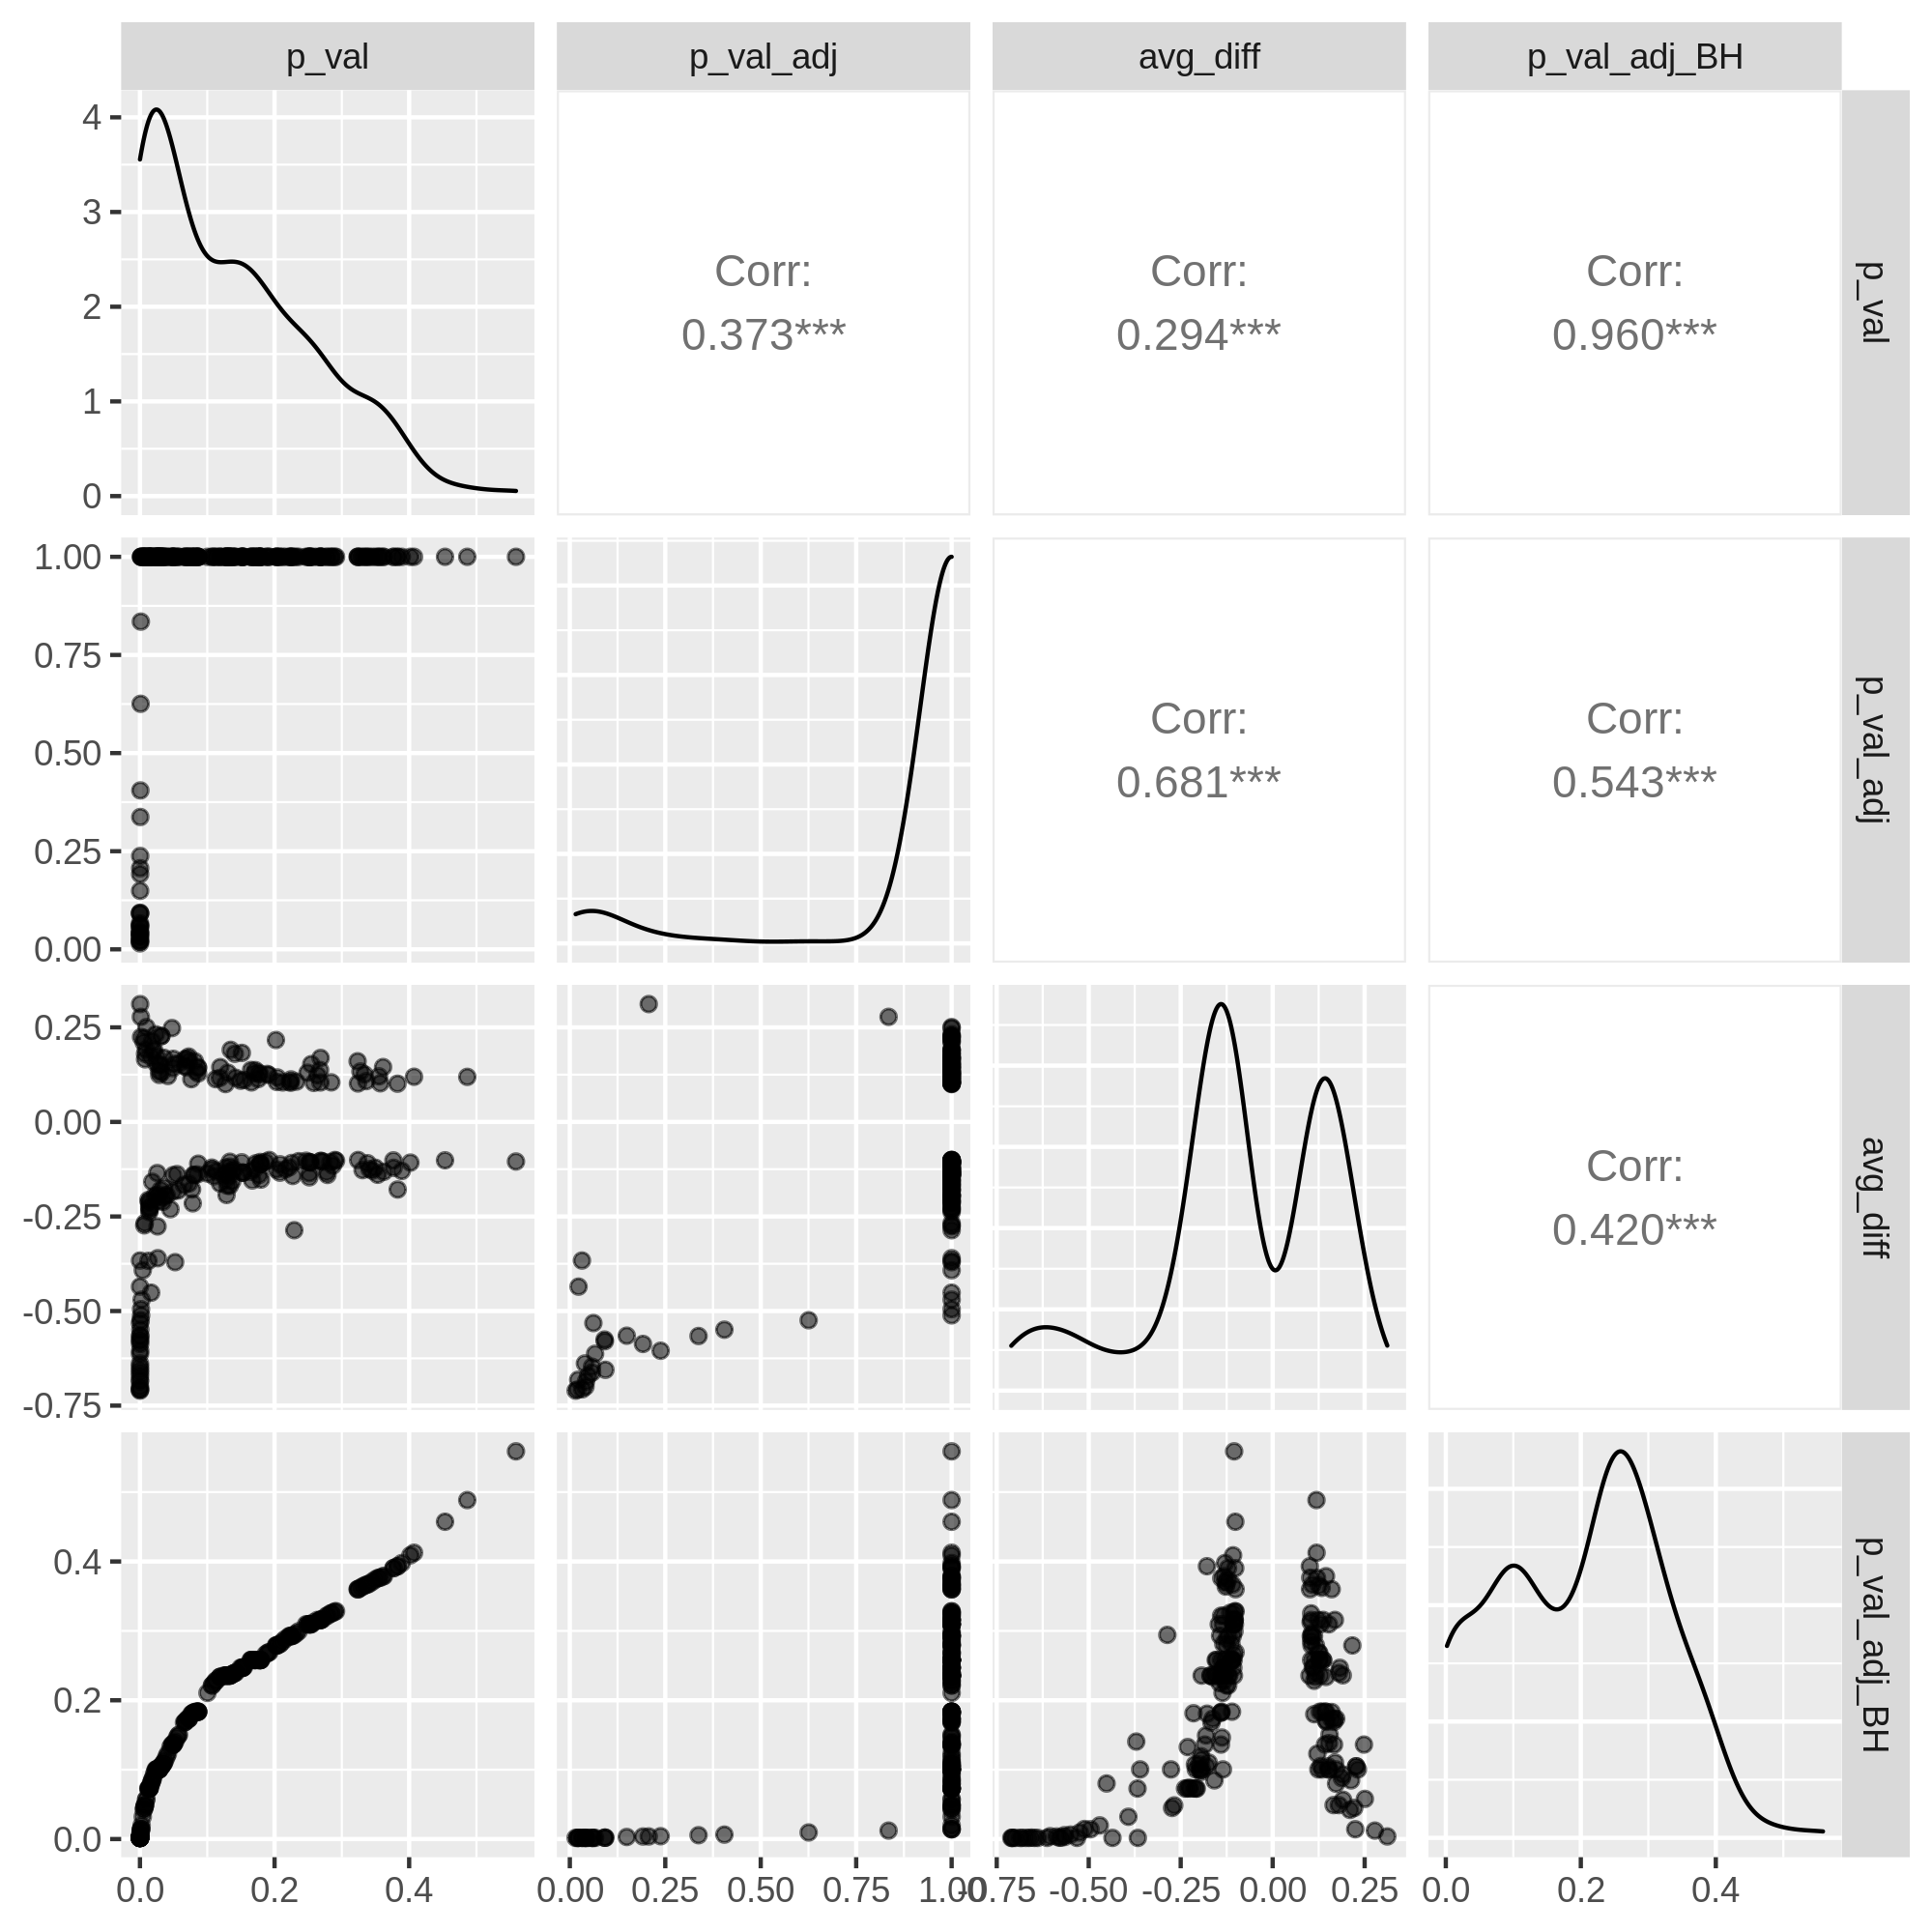 p_val p_val_adj avg_diff p_val_adj_BH
4
3
2
1
0
Corr:
0.373***
Corr:
0.294***
Corr:
0.960***
p_val
1.00
0.75
0.50
0.25
0.00
Corr:
0.681***
Corr:
0.543***
p_val_adj
0.25
0.00
-0.25
-0.50
-0.75
Corr:
0.420***
avg_diff
0.4
0.2
0.0
p_val_adj_BH
0.0 0.2 0.4
0.00 0.25 0.50 0.75 1.00
-0.75 -0.50 -0.25 0.00 0.25
0.0 0.2 0.4